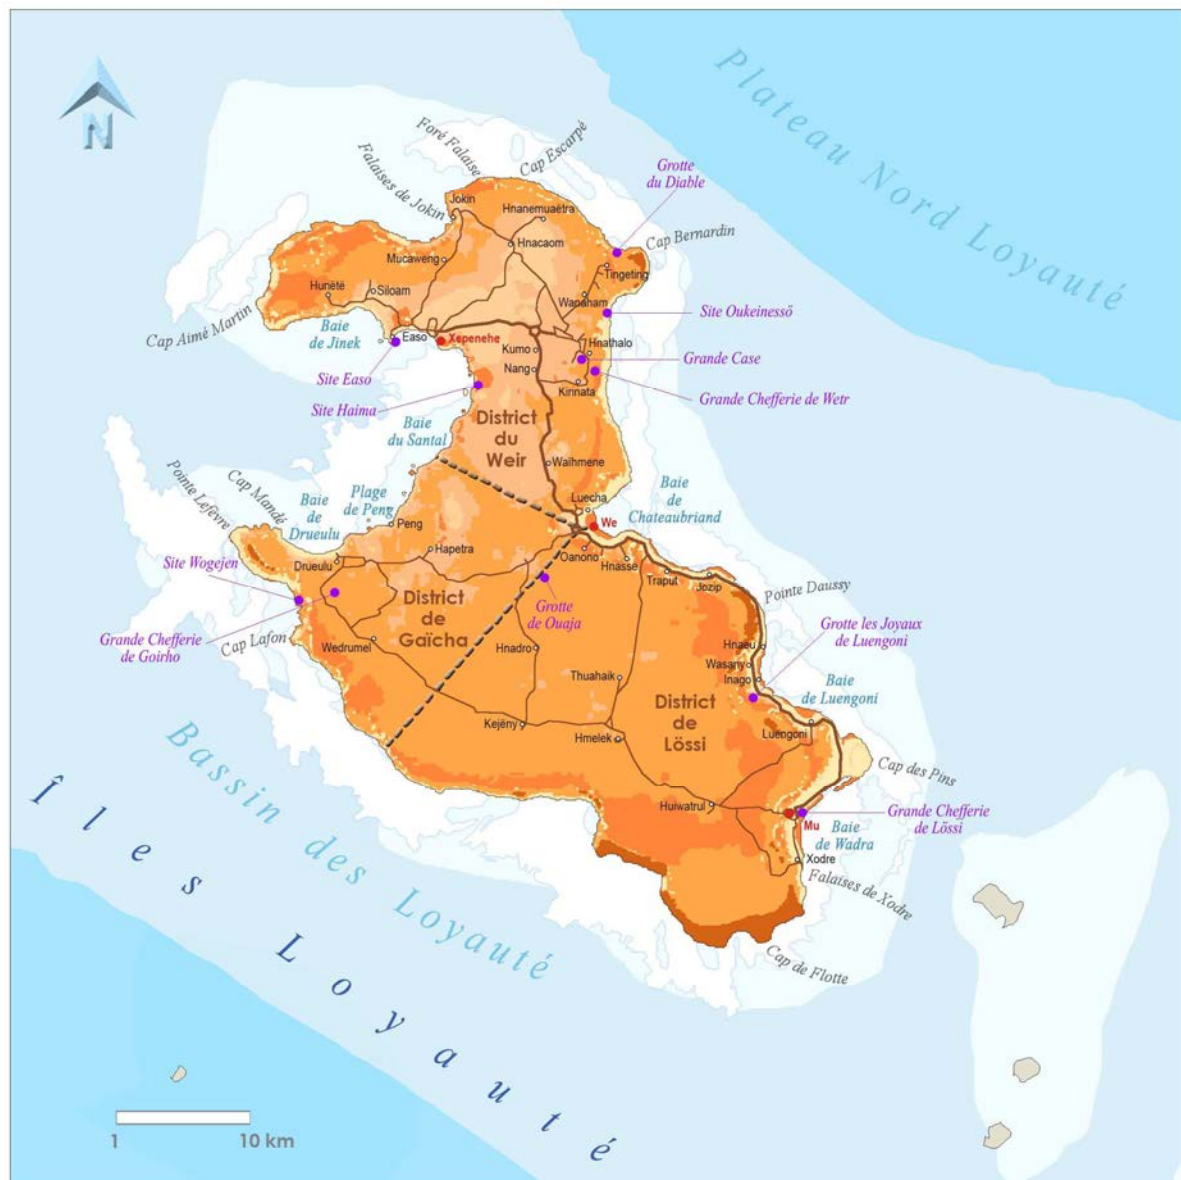 Plateau Nord Loyauté
N
Foré Falaise
Cap Escarpé
Falaises de Jokin
Grotte
du Diable
Jokin
Hnanemuaëtra
Cap Bernardin
Hnacaom
Mucaweng
Tingeting
Hunëtë
Siloam
Wapaham
Cap Aimé Martin
Site Oukeinessö
Baie
de Jinek
Easo
Xepenehe
Hnathalo
Kumo
Grande Case
Site Easo
Nang
Kirinata
Grande Chefferie de Wetr
Site Haima
District
du
Weir
Baie
du Santal
Waihmene
Pointe Lefèvre
Cap Mandé
Baie
de
Drueulu
Plage
de Peng
Luecha
Baie
de
Chateaubriand
Peng
We
Hapetra
Oanono
Hnasse
Site Wogejen
Drueulu
Traput
Jozip
Pointe Daussy
District
de
Gaïcha
Grotte
de Ouaja
Grande Chefferie
de Goirho
Cap Lafon
Grotte les Joyaux
de Luengoni
Wedrumel
Hnadro
Hnaeu
Wasany
Inago
Thuahaik
Baie
de Luengoni
District
de
Lössi
Kejëny
Hmelek
Luengoni
Cap des Pins
Bassin des Loyauté
Huiwatrul
Grande Chefferie
de Lössi
Mu
Baie
de Wadra
Xodre
Falaises de Xodre
Cap de Flotte
Îles Loyauté
1 10 km